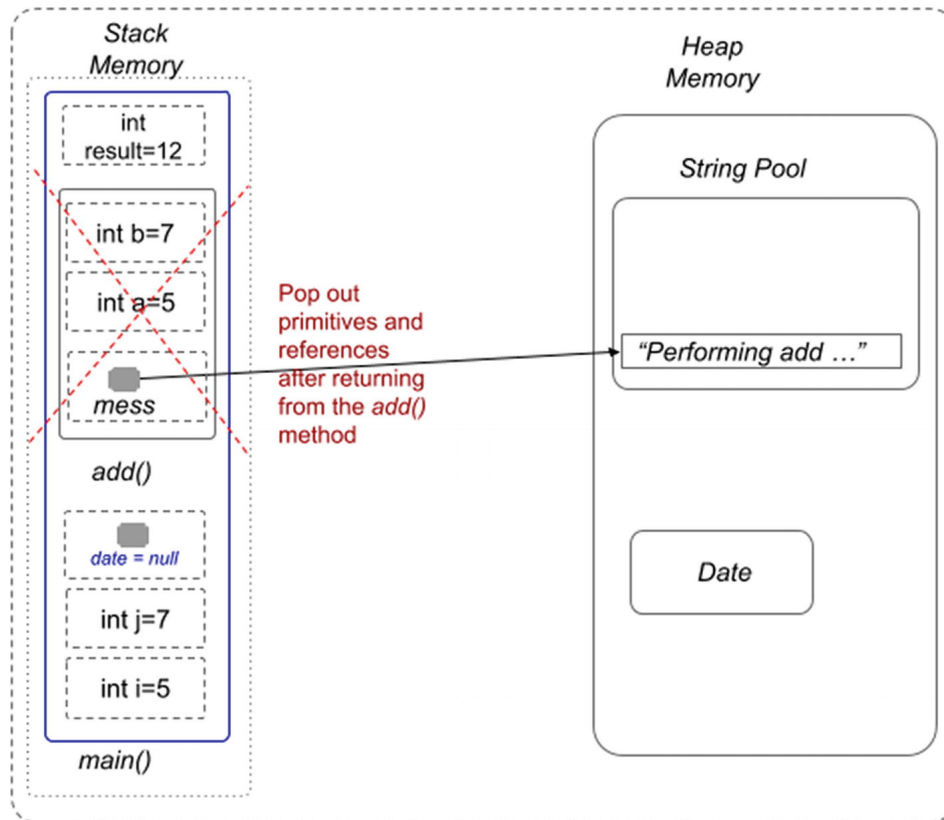 Stack
Memory
int
result=12
int b=7
int a=5
mess
add()
date = null
int j=7
int i=5
main()
Pop out
primitives and
references
after returning
from the add()
method
Heap
Memory
String Pool
“Performing add …”
Date